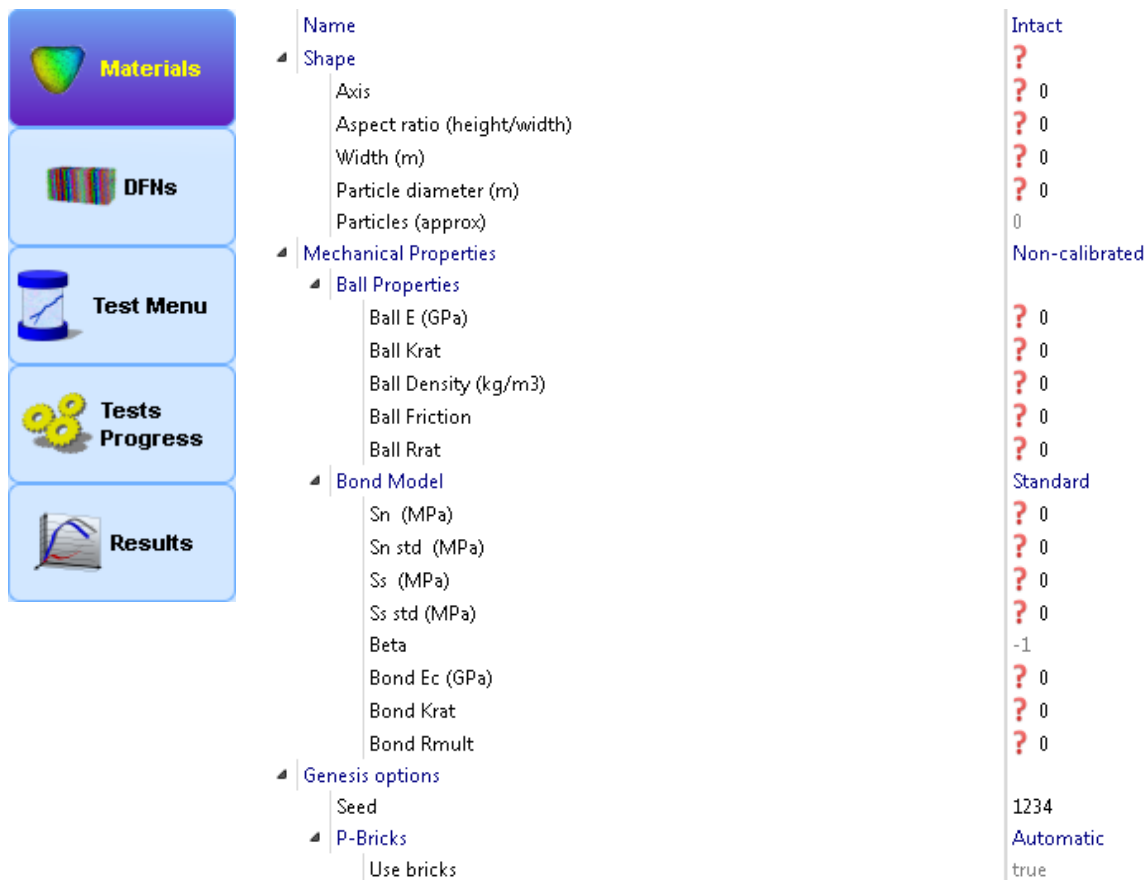 Materials
DFNs
Test Menu
Tests
Progress
Results
Name Intact
Shape ?
Axis ? 0
Aspect ratio (height/width) ? 0
Width (m) ? 0
Particle diameter (m) ? 0
Particles (approx) 0
Mechanical Properties Non-calibrated
Ball Properties
Ball E (GPa) ? 0
Ball Krat ? 0
Ball Density (kg/m3) ? 0
Ball Friction ? 0
Ball Rrat ? 0
Bond Model Standard
Sn (MPa) ? 0
Sn std (MPa) ? 0
Ss (MPa) ? 0
Ss std (MPa) ? 0
Beta -1
Bond Ec (GPa) ? 0
Bond Krat ? 0
Bond Rmult ? 0
Genesis options
Seed 1234
P-Bricks Automatic
Use bricks true